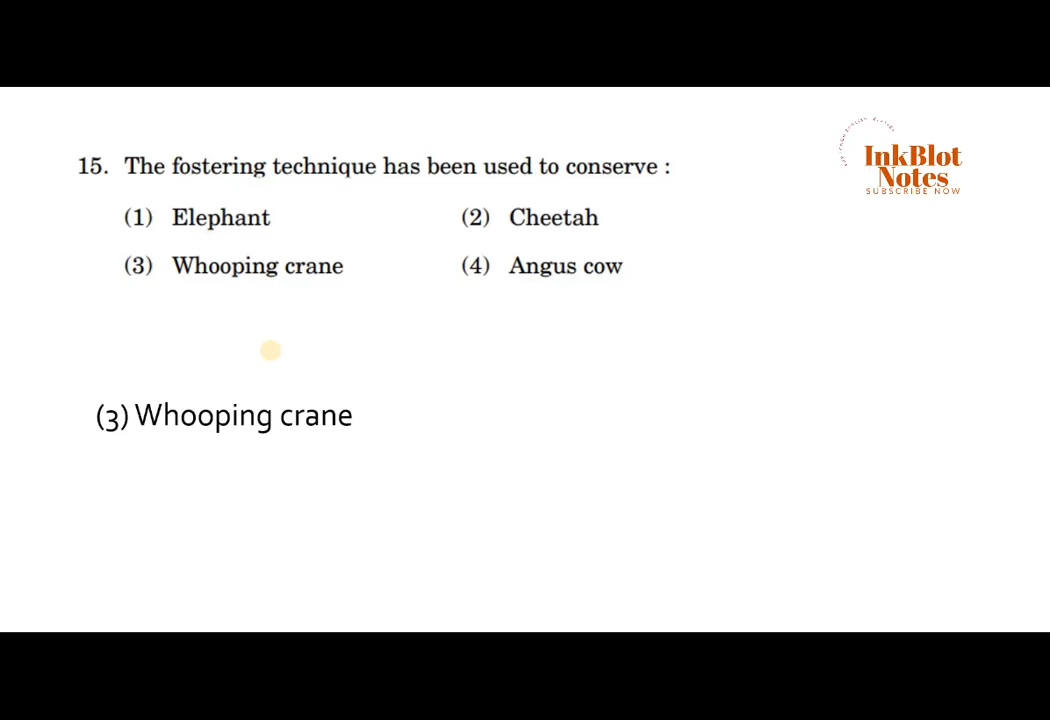 15. The fostering technique has been used to conserve :
(1) Elephant (2) Cheetah
(3) Whooping crane (4) Angus cow
(3) Whooping crane
InkBlot
Notes
SUBSCRIBE NOW